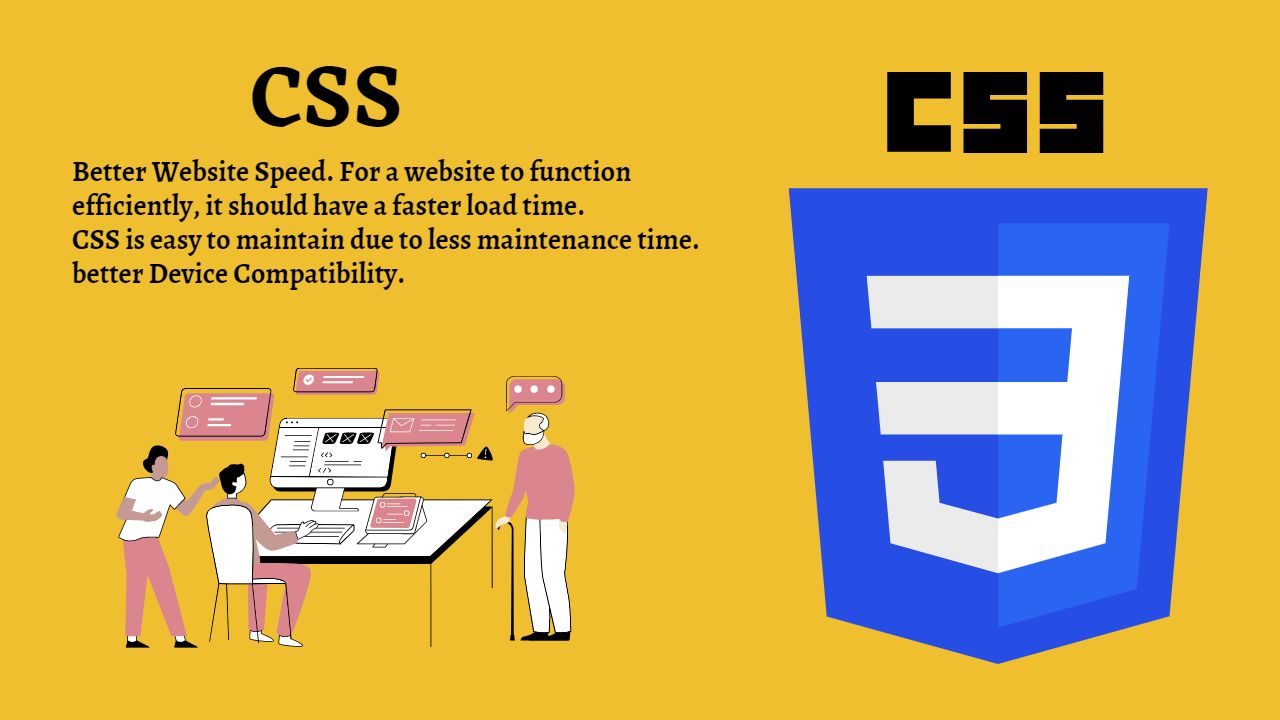 CSS
Better Website Speed. For a website to function
efficiently, it should have a faster load time.
CSS is easy to maintain due to less maintenance time.
better Device Compatibility.
CSS
3